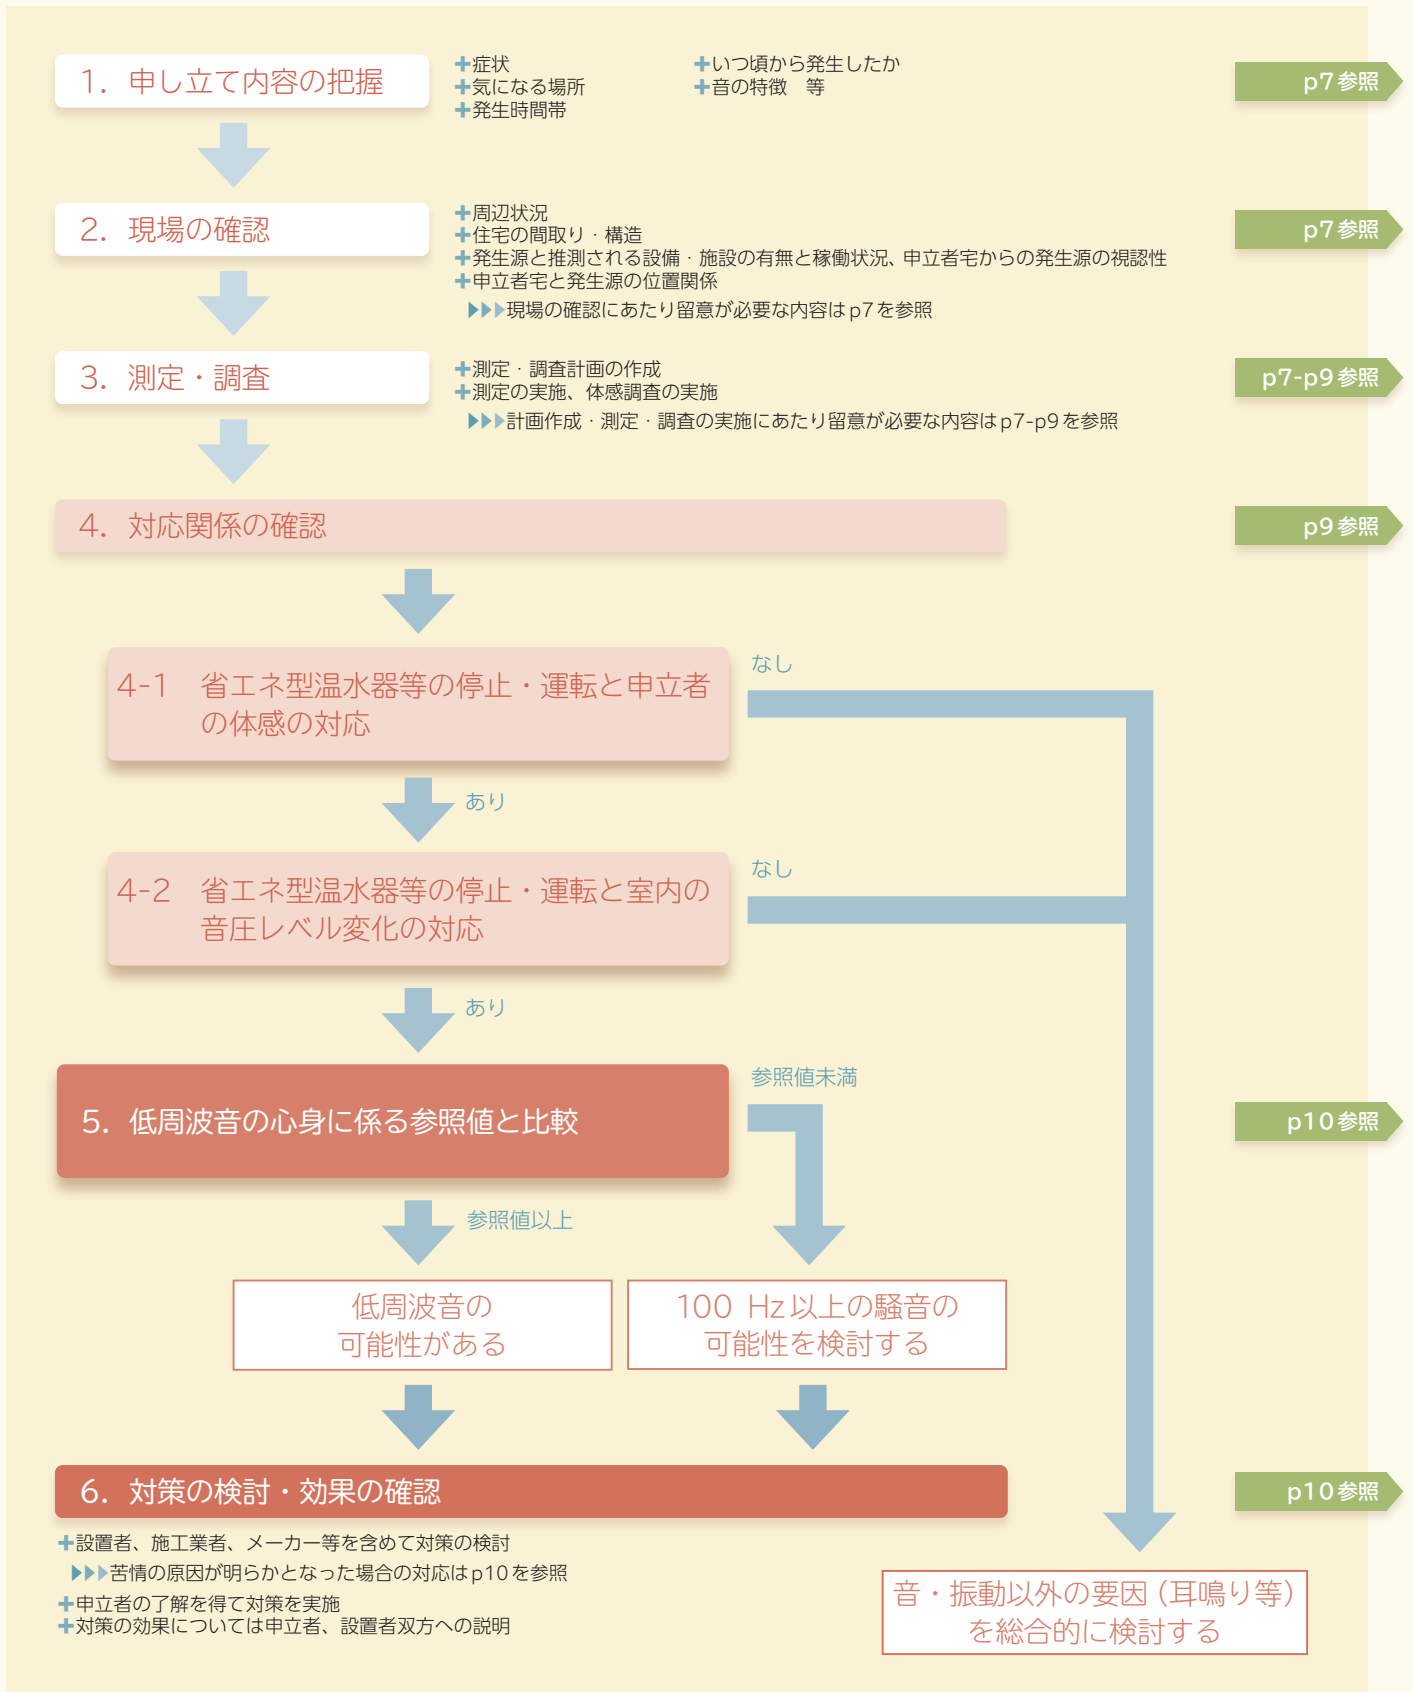 1. 申し立て内容の把握
✚症状
✚気になる場所
✚発生時間帯
✚いつ頃から発生したか
✚音の特徴　等
p7参照
2. 現場の確認
✚周辺状況
✚住宅の間取り・構造
✚発生源と推測される設備・施設の有無と稼働状況、申立者宅からの発生源の視認性
✚申立者宅と発生源の位置関係
▶▶▶現場の確認にあたり留意が必要な内容はp7を参照
p7参照
3. 測定・調査
✚測定・調査計画の作成
✚測定の実施、体感調査の実施
▶▶▶計画作成・測定・調査の実施にあたり留意が必要な内容はp7-p9を参照
p7-p9参照
4. 対応関係の確認
p9参照
4-1　省エネ型温水器等の停止・運転と申立者
の体感の対応
なし
あり
4-2　省エネ型温水器等の停止・運転と室内の
音圧レベル変化の対応
なし
あり
5. 低周波音の心身に係る参照値と比較
参照値未満
p10参照
参照値以上
低周波音の
可能性がある
100 Hz以上の騒音の
可能性を検討する
6. 対策の検討・効果の確認
p10参照
✚設置者、施工業者、メーカー等を含めて対策の検討
▶▶▶苦情の原因が明らかとなった場合の対応はp10を参照
✚申立者の了解を得て対策を実施
✚対策の効果については申立者、設置者双方への説明
音・振動以外の要因（耳鳴り等）
を総合的に検討する